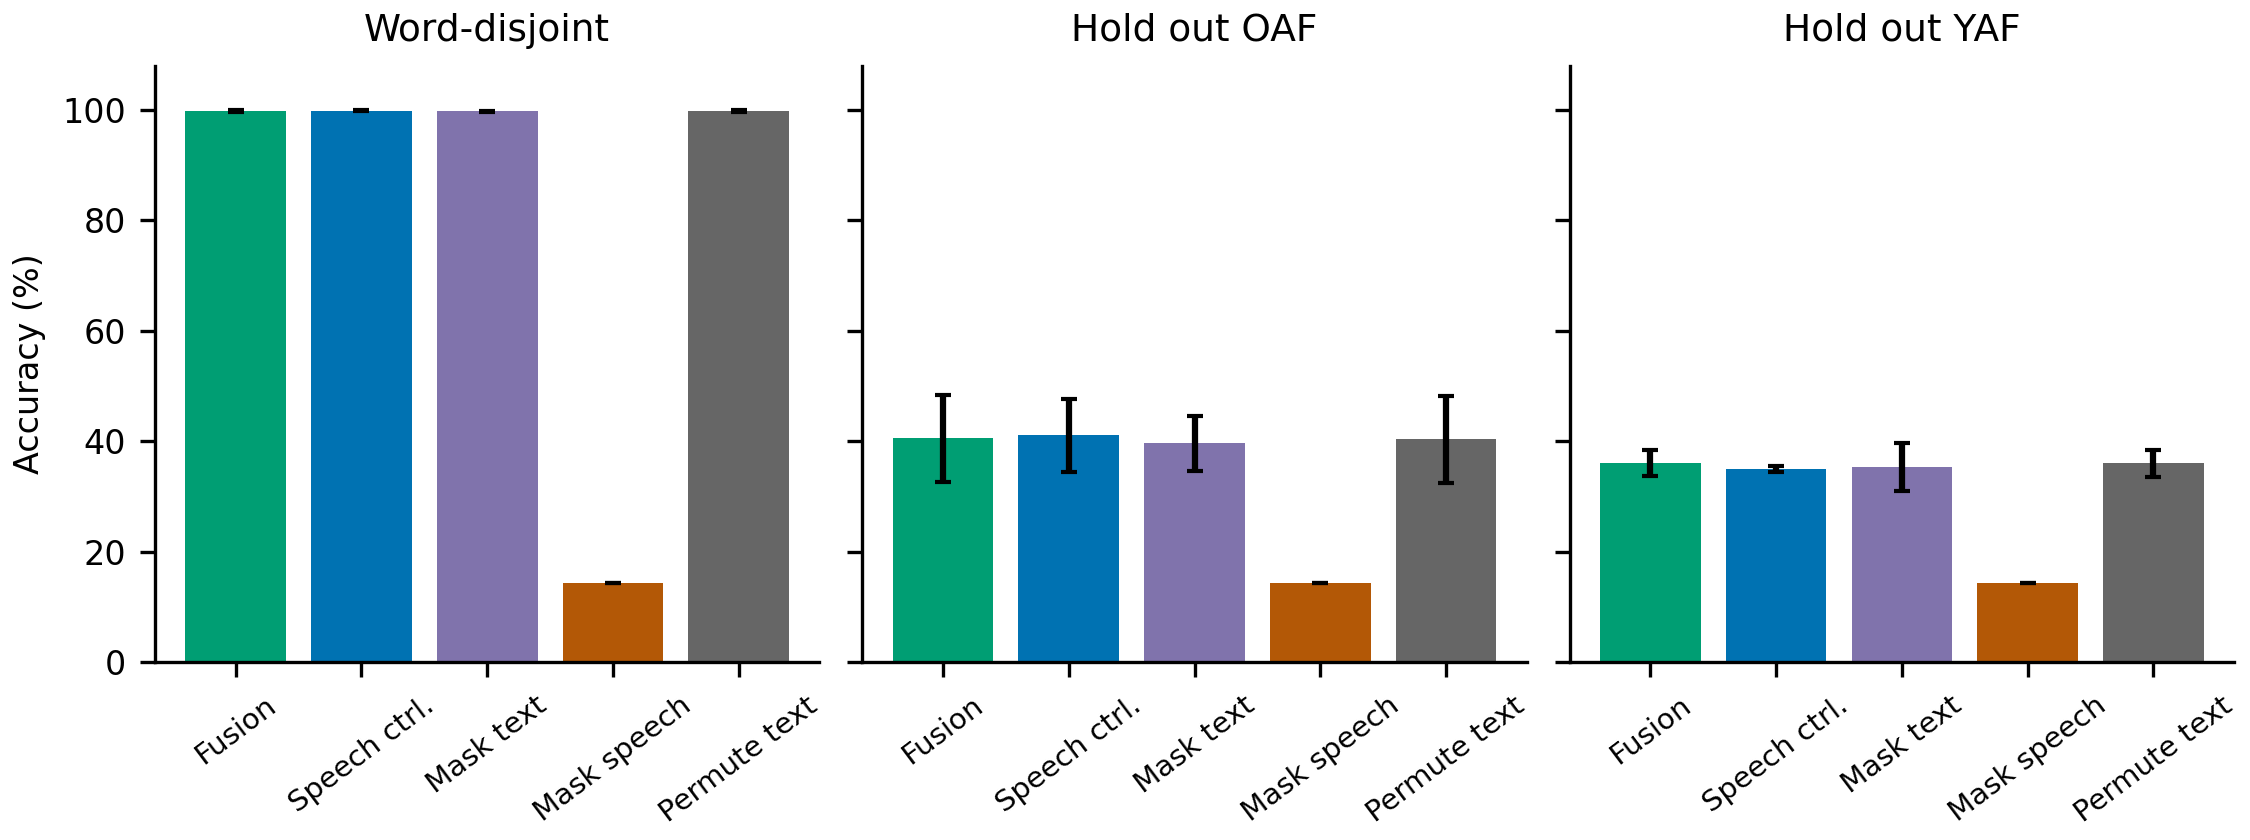 Word-disjoint
Hold out OAF
Hold out YAF
Accuracy (%)
100
80
60
40
20
0
Fusion
Speech ctrl.
Mask text
Mask speech
Permute text
Fusion
Speech ctrl.
Mask text
Mask speech
Permute text
Fusion
Speech ctrl.
Mask text
Mask speech
Permute text